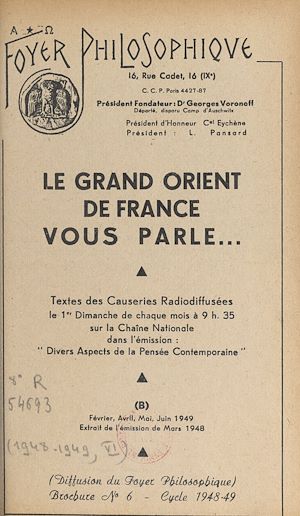 A ★ Ω
FOYER PHILOSOPHIQUE
16, Rue Cadet, 16 (IXe)
C. C. P. Paris 4427-87
Président Fondateur : Dr Georges Voronoff
Déporté, disparu Camp d'Auschwitz
Président d'Honneur Cel Eychène
Président : L. Pansard
LE GRAND ORIENT
DE FRANCE
VOUS PARLE...
Textes des Causeries Radiodiffusées
le 1er Dimanche de chaque mois à 9 h. 35
sur la Chaîne Nationale
dans l'émission :
" Divers Aspects de la Pensée Contemporaine "
8° R
54693
(1948-1949, VI)
(B)
Février, Avril, Mai, Juin 1949
Extrait de l'émission de Mars 1948
(Diffusion du Foyer Philosophique)
Brochure No 6 - Cycle 1948-49